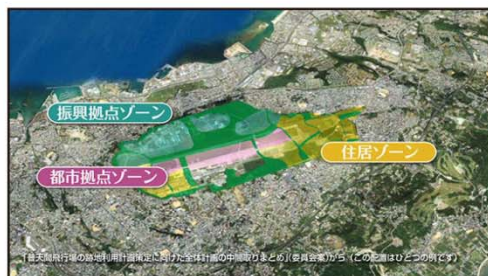 振興拠点ゾーン
住居ゾーン
都市拠点ゾーン
「普天間飛行場の跡地利用計画策定に向けた全体計画の中間取りまとめ」(委員会案)から (この配置はひとつの例です)